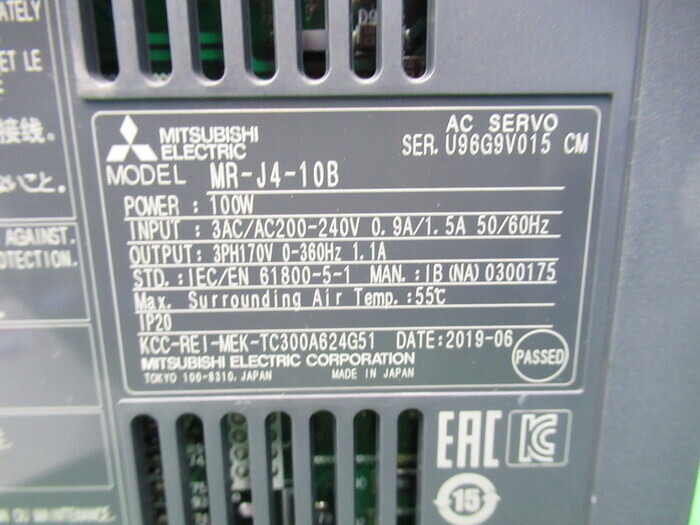 ATELY
ET LE
接続.
ないこと.
AGAINST.
MITSUBISHI
ELECTRIC
AC SERVO
SER. U96G9V015 CM
MODEL MR-J4-10B
POWER : 100W
INPUT : 3AC/AC200-240V 0.9A/1.5A 50/60Hz
OUTPUT: 3PH170V 0-360Hz 1.1A
STD.: IEC/EN 61800-5-1 MAN.: IB(NA)0300175
Max. Surrounding Air Temp.:55℃
IP20
KCC-REI-MEK-TC300A624G51 DATE:2019-06
MITSUBISHI ELECTRIC CORPORATION
TOKYO 100-8310, JAPAN MADE IN JAPAN
PASSED
EAC
15